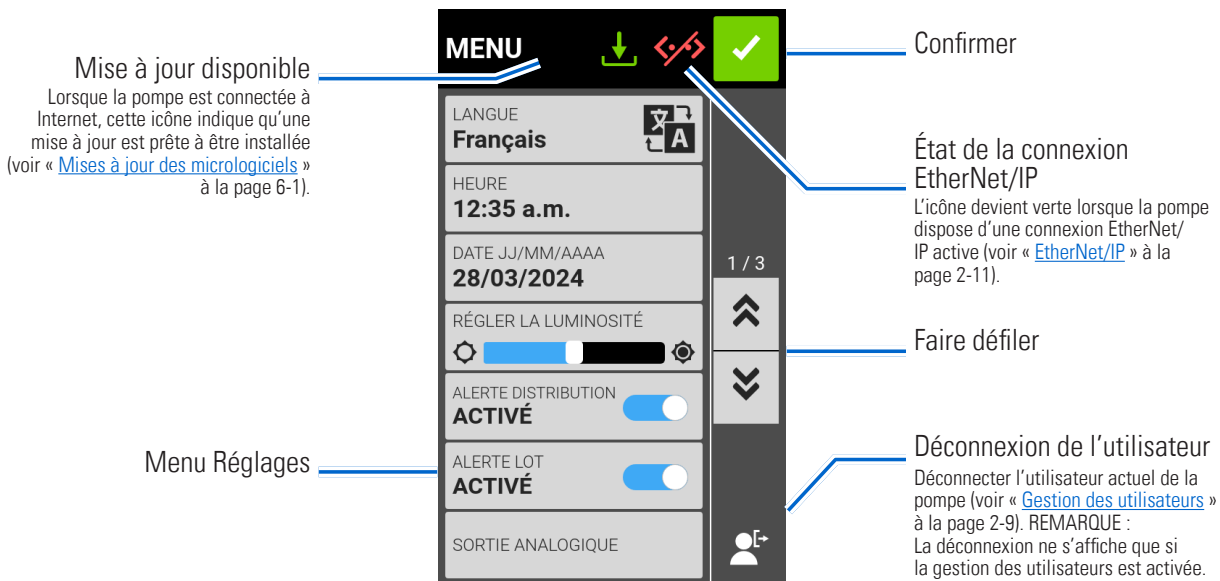 Mise à jour disponible
Lorsque la pompe est connectée à
Internet, cette icône indique qu'une
mise à jour est prête à être installée
(voir « Mises à jour des micrologiciels »
à la page 6-1).
Menu Réglages
MENU
LANGUE
Français
HEURE
12:35 a.m.
DATE JJ/MM/AAAA
28/03/2024
RÉGLER LA LUMINOSITÉ
ALERTE DISTRIBUTION
ACTIVÉ
ALERTE LOT
ACTIVÉ
SORTIE ANALOGIQUE
1 / 3
Confirmer
État de la connexion
EtherNet/IP
L'icône devient verte lorsque la pompe
dispose d'une connexion EtherNet/
IP active (voir « EtherNet/IP » à la
page 2-11).
Faire défiler
Déconnexion de l'utilisateur
Déconnecter l'utilisateur actuel de la
pompe (voir « Gestion des utilisateurs »
à la page 2-9). REMARQUE :
La déconnexion ne s'affiche que si
la gestion des utilisateurs est activée.